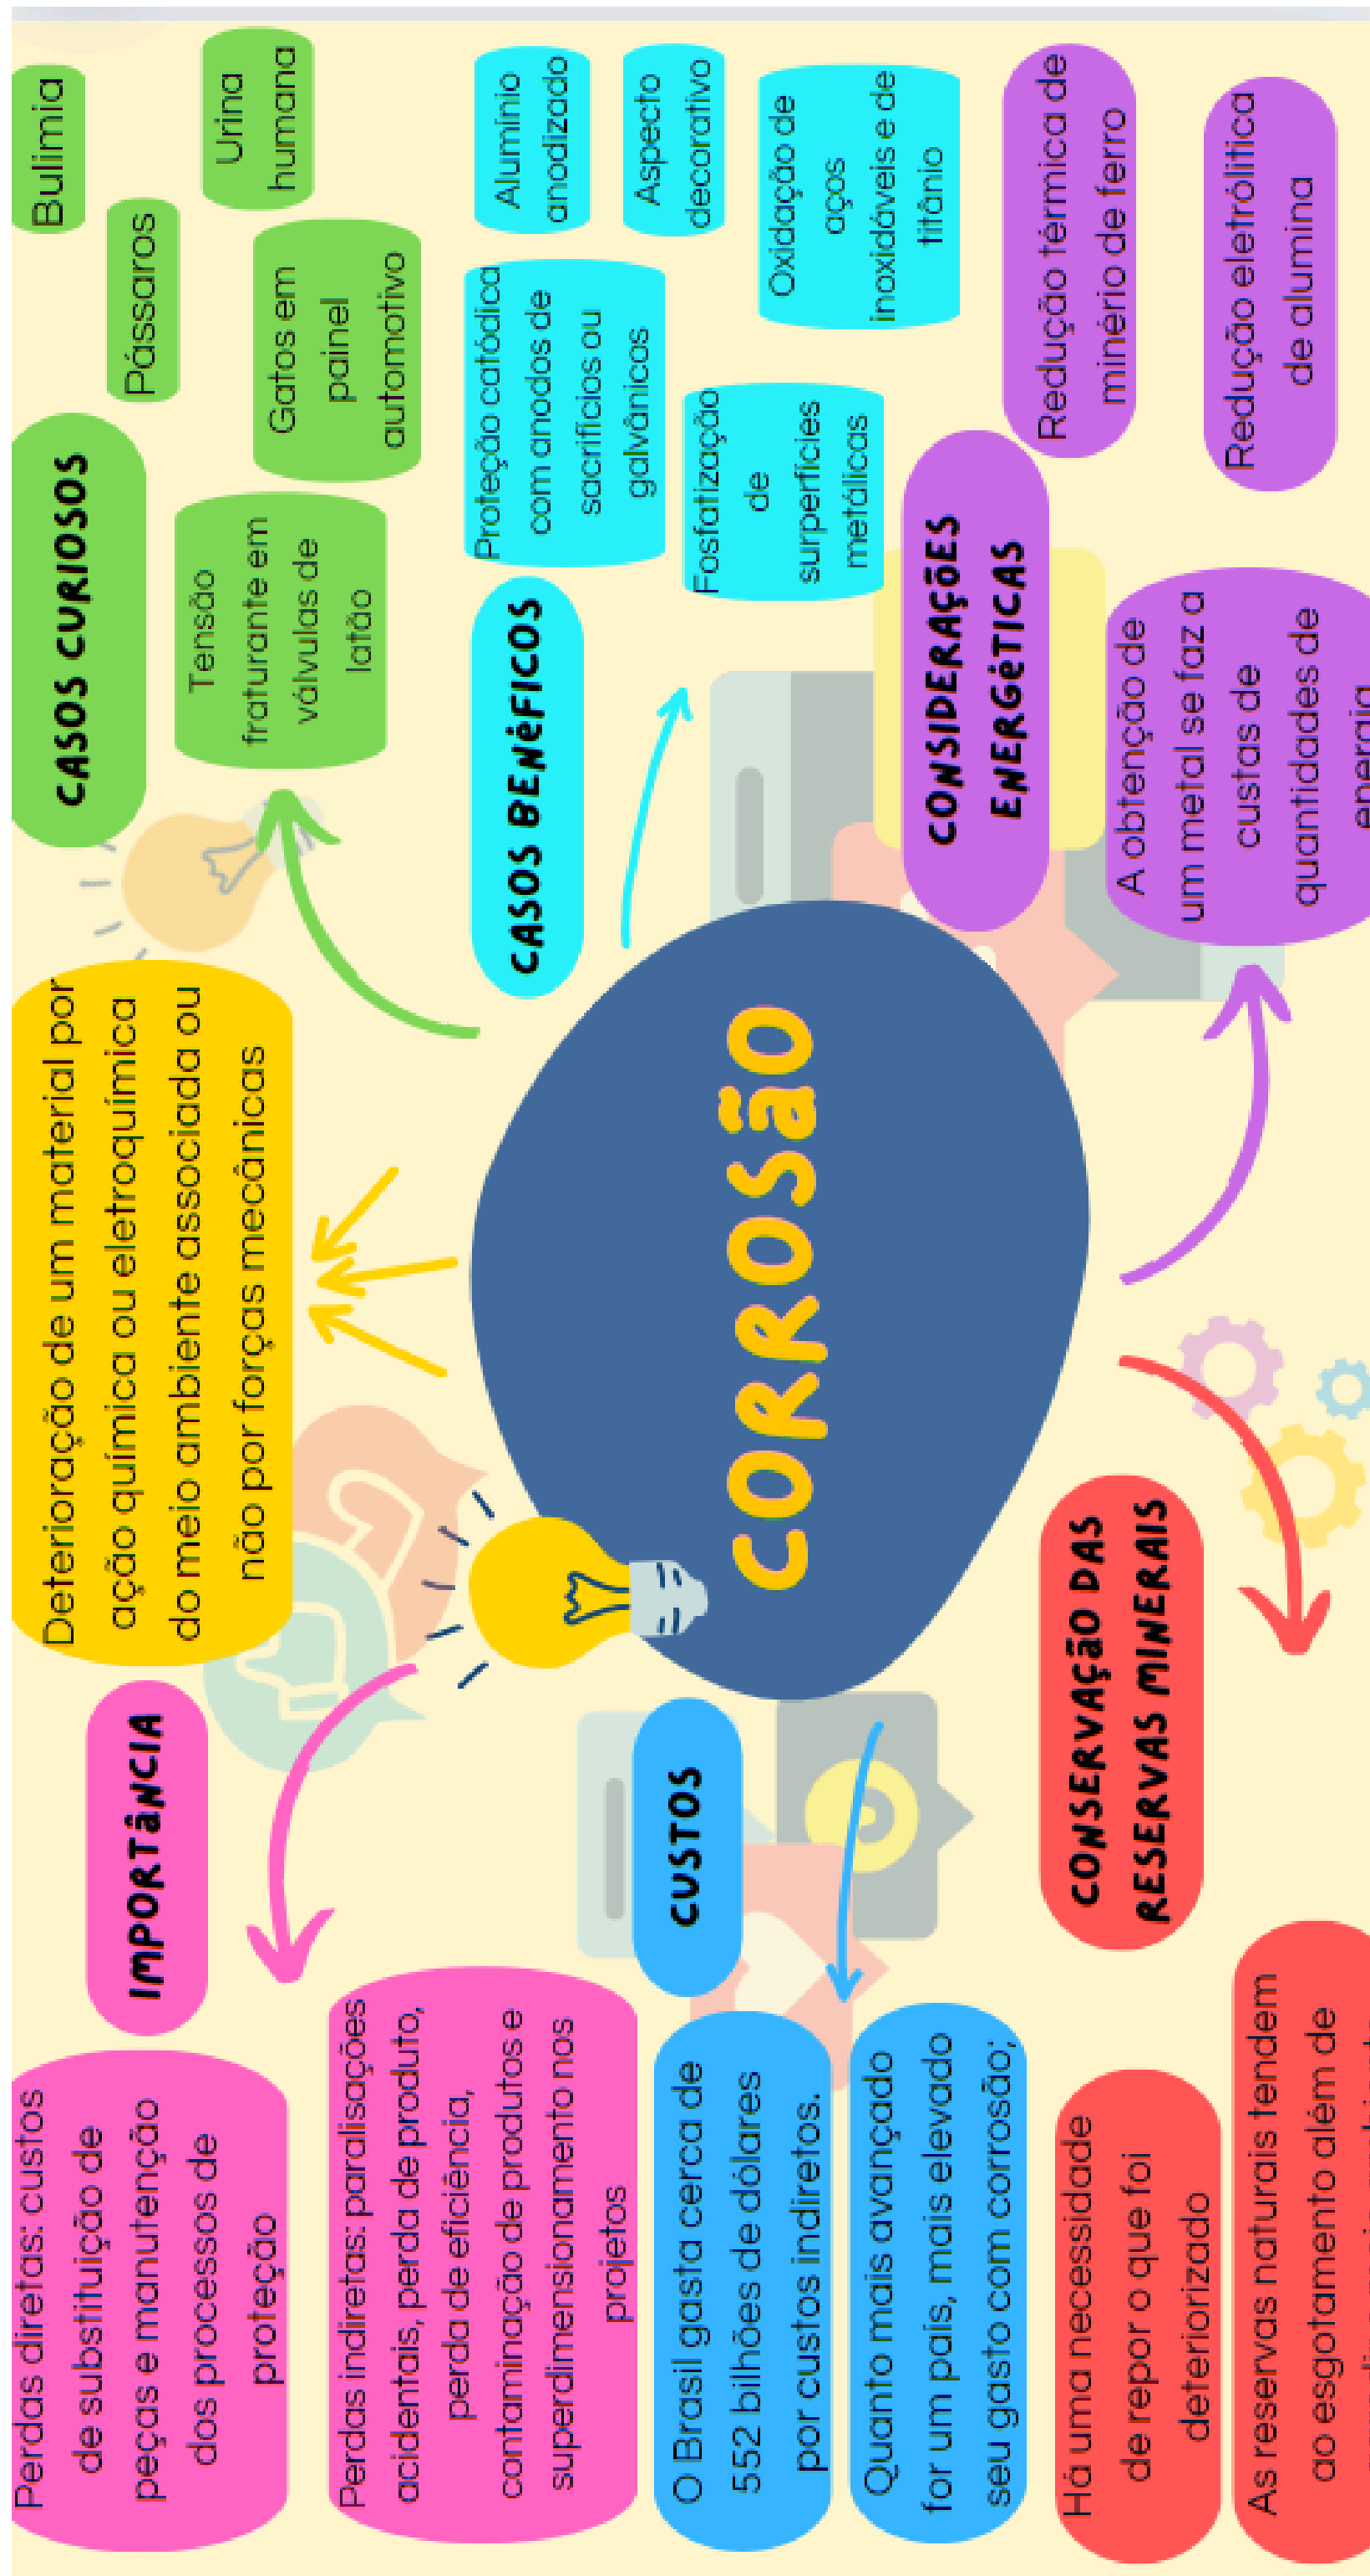 Perdas diretas: custos
de substituição de
peças e manutenção
dos processos de
proteção
IMPORTÂNCIA
Perdas indiretas: paralisações
acidentais, perda de produto,
perda de eficiência,
contaminação de produtos e
superdimensionamento nos
projetos
Deterioração de um material por
ação química ou eletroquímica
do meio ambiente associada ou
não por forças mecânicas
CASOS CURIOSOS
Bulimia
Pássaros
Urina
humana
Gatos em
painel
automotivo
Tensão
fraturante em
válvulas de
latão
CORROSÃO
CASOS BENÉFICOS
Proteção catódica
com anodos de
sacrifícios ou
galvânicos
Alumínio
anodizado
Aspecto
decorativo
Fosfatização
de
surperfícies
metálicas
Oxidação de
aços
inoxidáveis e de
titânio
CUSTOS
O Brasil gasta cerca de
552 bilhões de dólares
por custos indiretos.
Quanto mais avançado
for um país, mais elevado
seu gasto com corrosão;
CONSIDERAÇÕES
ENERGÉTICAS
Redução térmica de
minério de ferro
Redução eletrólitica
de alumina
A obtenção de
um metal se faz a
custas de
quantidades de
energia
CONSERVAÇÃO DAS
RESERVAS MINERAIS
Há uma necessidade
de repor o que foi
deteriorizado
As reservas naturais tendem
ao esgotamento além de